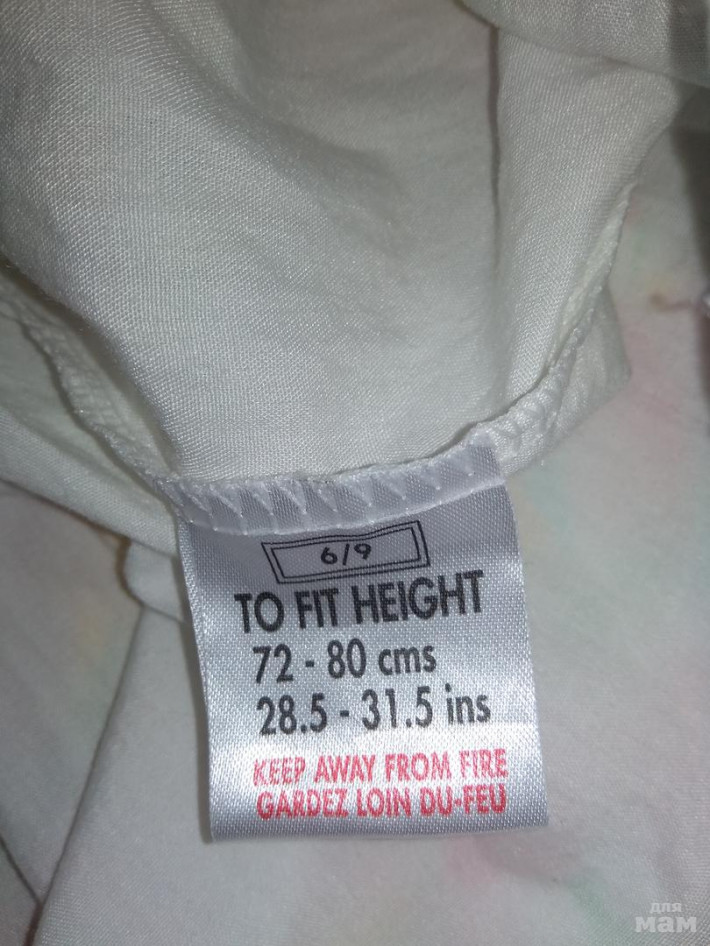 6/9
TO FIT HEIGHT
72 - 80 cms
28.5 - 31.5 ins
KEEP AWAY FROM FIRE
GARDEZ LOIN DU-FEU
для
мам